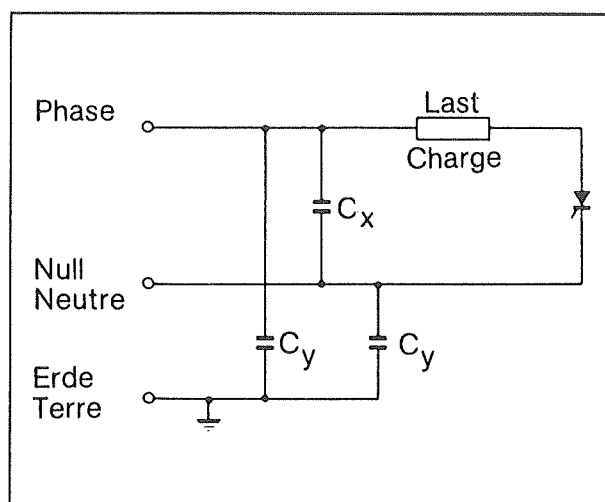 Phase
Last
Charge
Cx
Null
Neutre
Cy
Cy
Erde
Terre